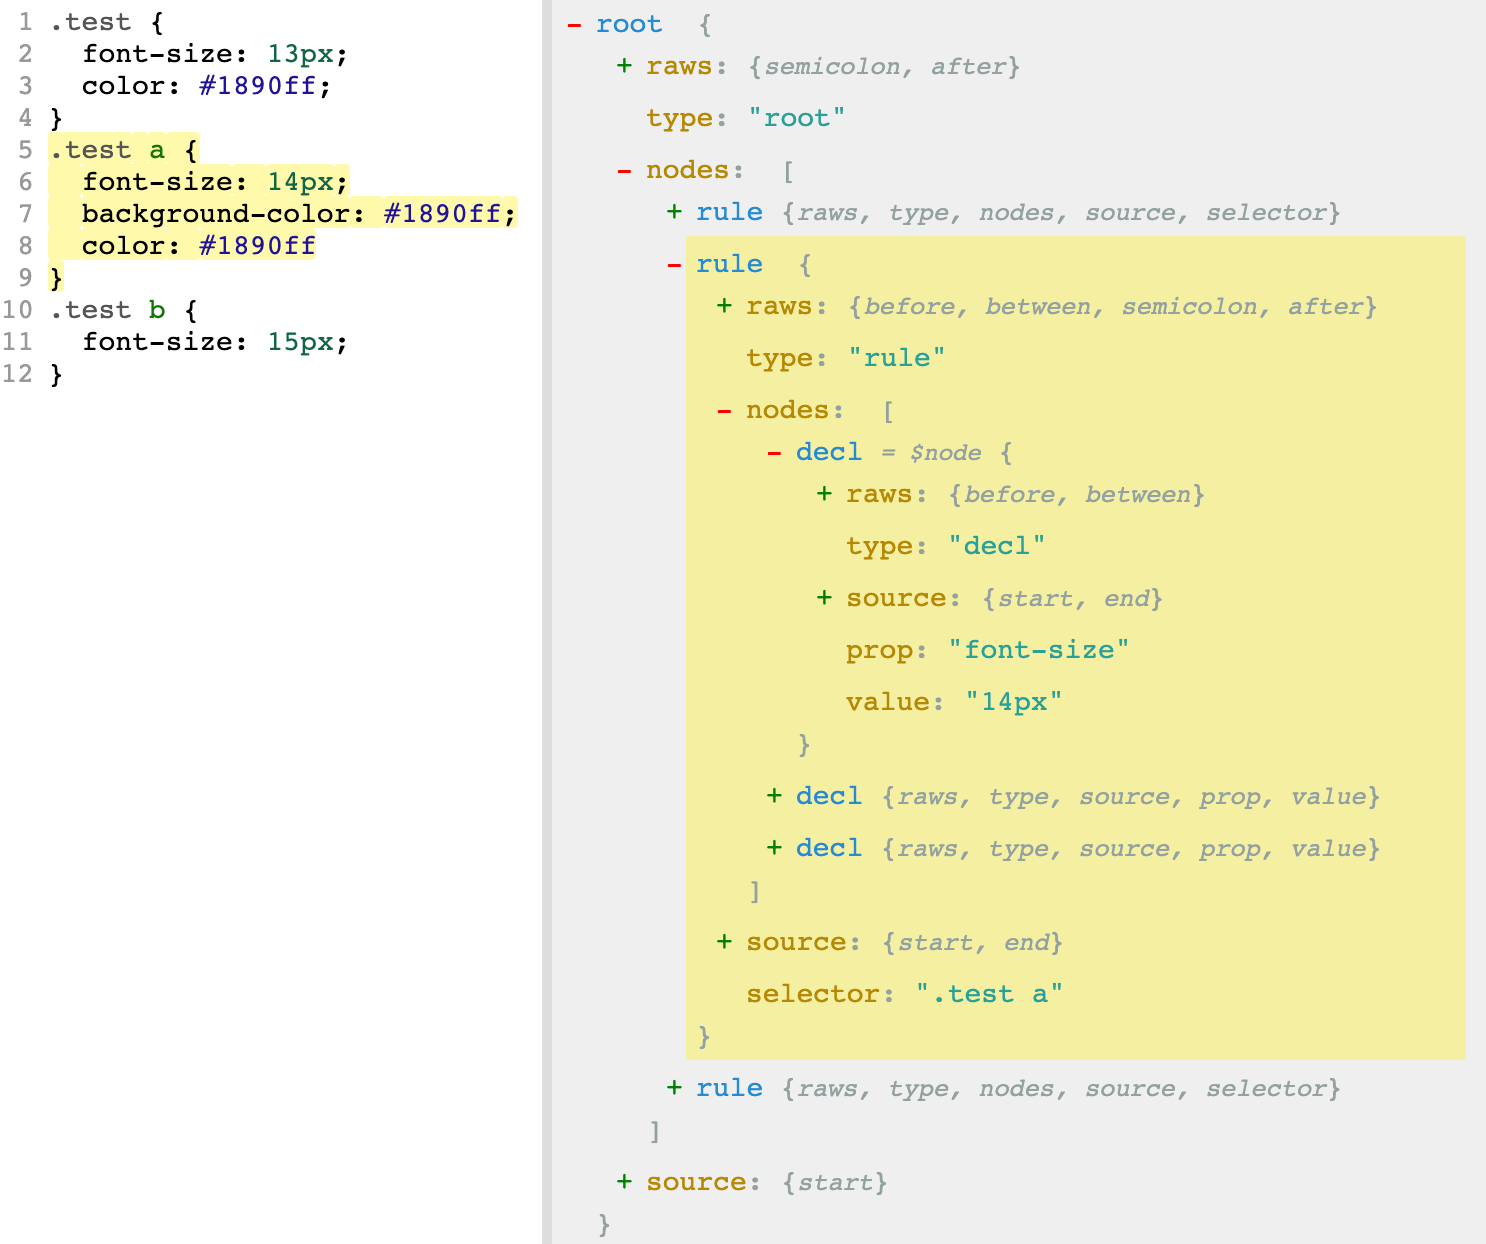 1 .test {
2   font-size: 13px;
3   color: #1890ff;
4 }
5 .test a {
6   font-size: 14px;
7   background-color: #1890ff;
8   color: #1890ff
9 }
10 .test b {
11   font-size: 15px;
12 }
- root {
+ raws: {semicolon, after}
type: "root"
- nodes: [
+ rule {raws, type, nodes, source, selector}
- rule {
+ raws: {before, between, semicolon, after}
type: "rule"
- nodes: [
- decl = $node {
+ raws: {before, between}
type: "decl"
+ source: {start, end}
prop: "font-size"
value: "14px"
}
+ decl {raws, type, source, prop, value}
+ decl {raws, type, source, prop, value}
]
+ source: {start, end}
selector: ".test a"
}
+ rule {raws, type, nodes, source, selector}
]
+ source: {start}
}